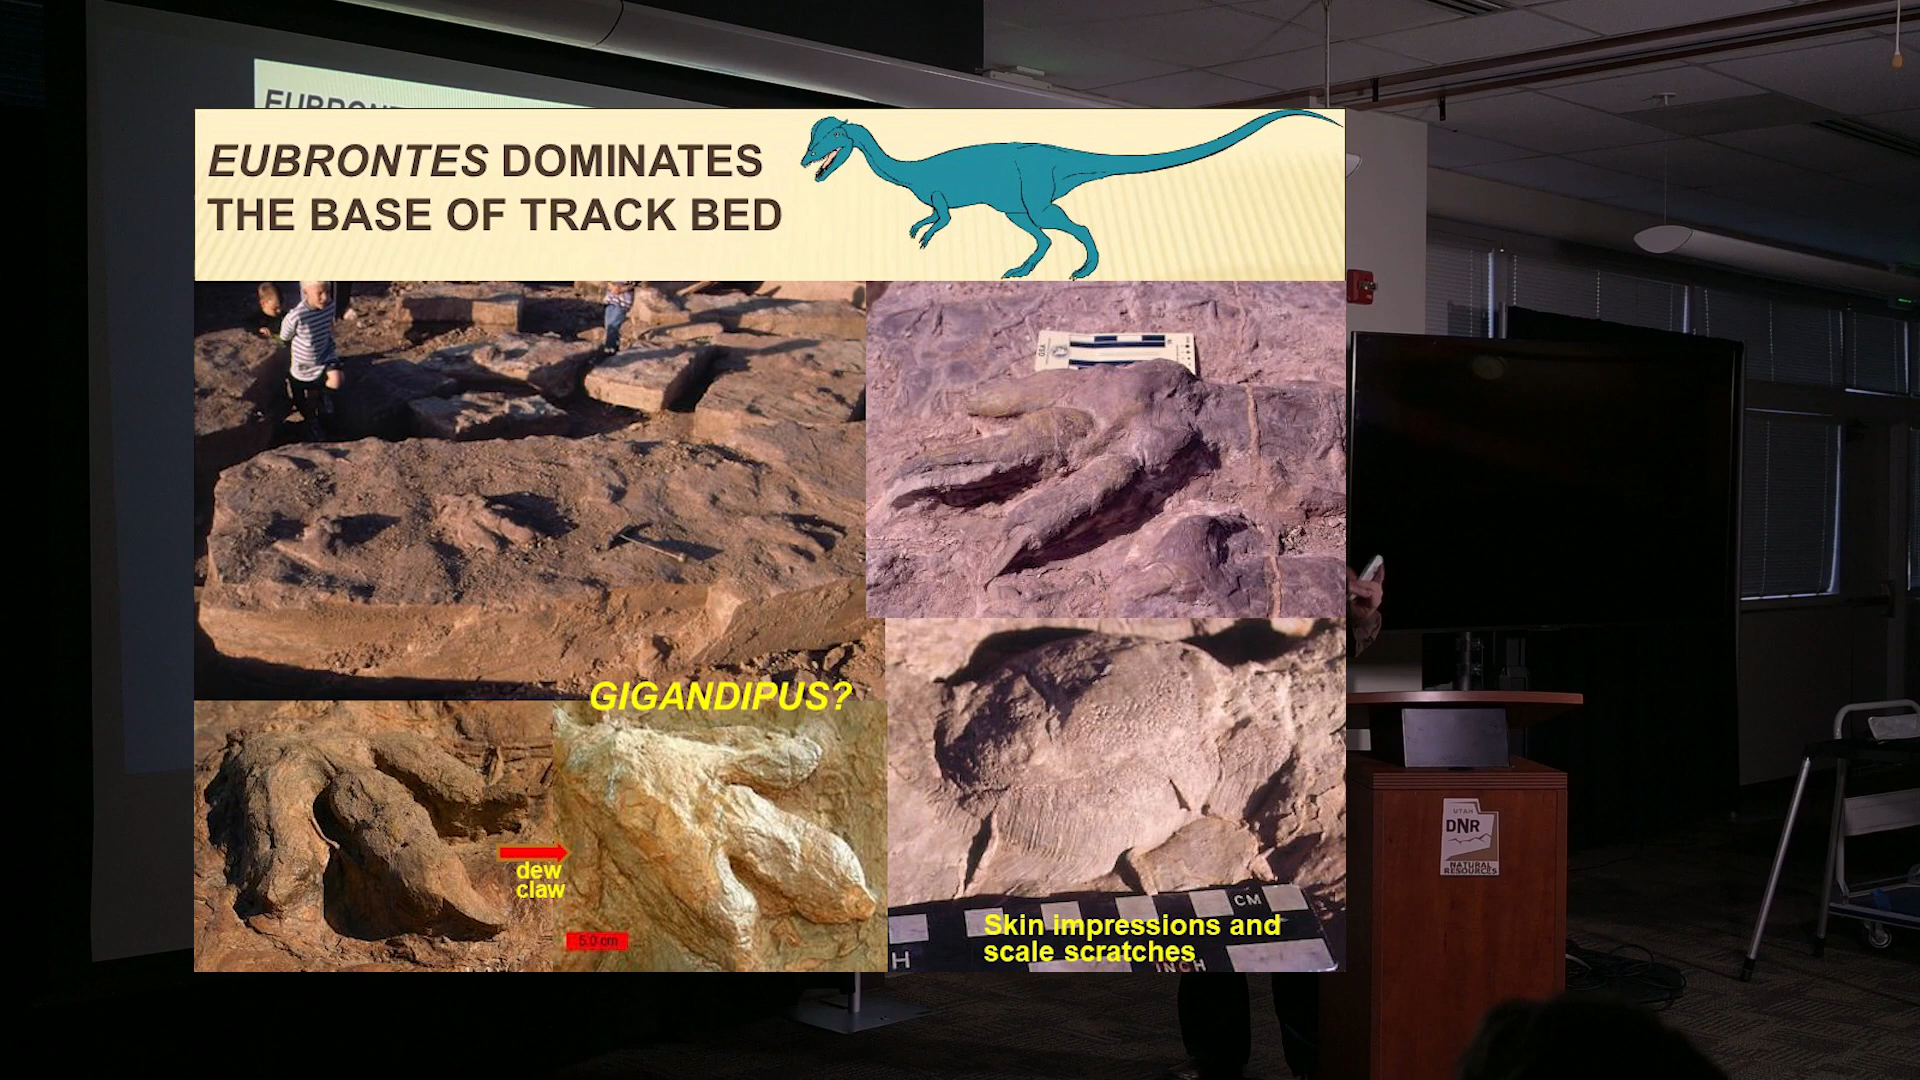 EUBRONTES DOMINATES
THE BASE OF TRACK BED
GIGANDIPUS?
dew
claw
5.0 cm
CM
Skin impressions and
scale scratches
INCH
UTAH
DNR
NATURAL
RESOURCES